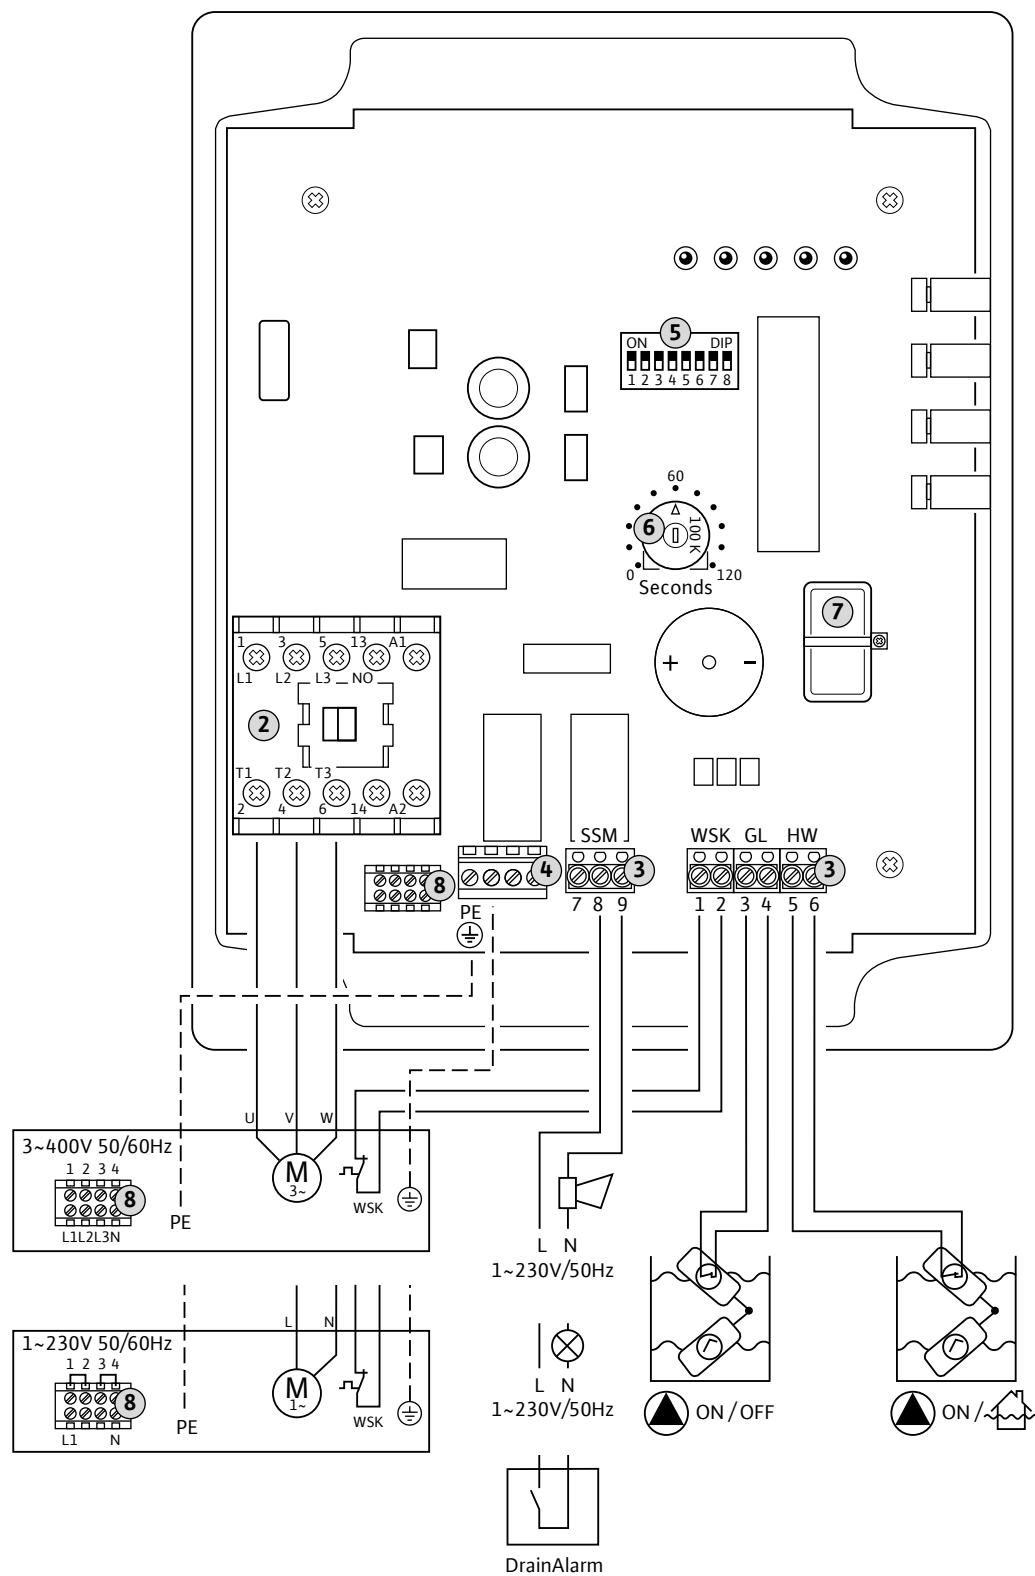 5
ON DIP
1 2 3 4 5 6 7 8
60
6
100 K
0 120
Seconds
7
1 3 5 13 A1
L1 L2 L3 NO
2
+ -
T1 T2 T3
2 4 6 14 A2
SSM WSK GL HW
8 4 3 3
7 8 9 1 2 3 4 5 6
PE
U V W
3~400V 50/60Hz
1 2 3 4
8
L1L2L3N
PE
M
3~
WSK
L N
1~230V/50Hz
L N
1~230V 50/60Hz
1 2 3 4
8
L1 N
PE
M
1~
WSK
L N
1~230V/50Hz
ON / OFF
ON /
DrainAlarm